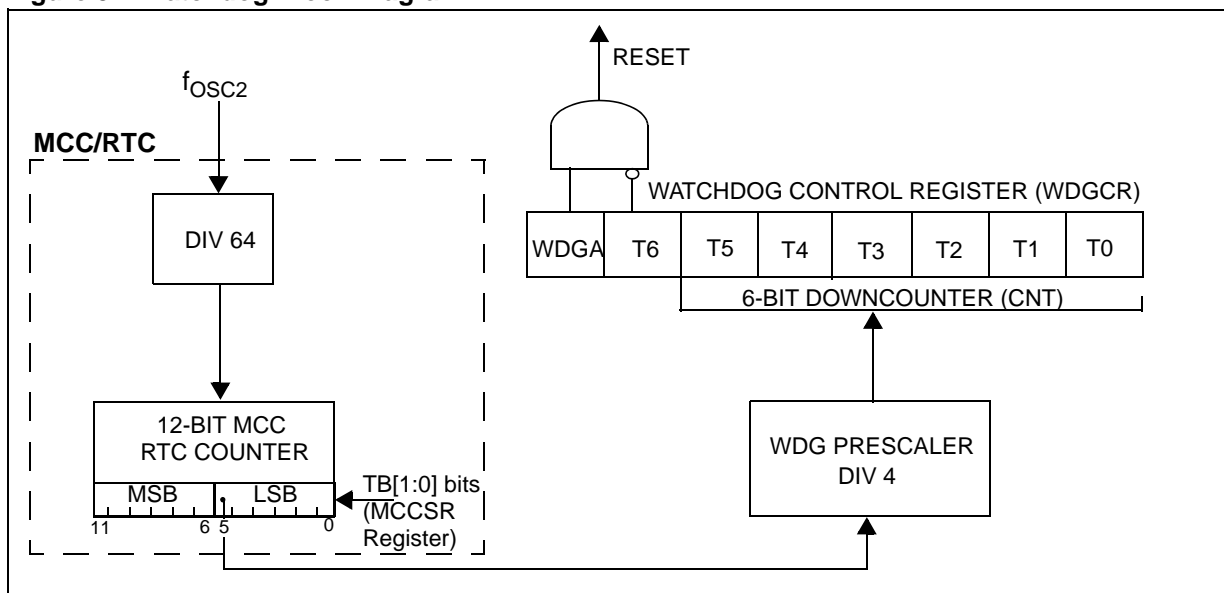 RESET
fOSC2
MCC/RTC
DIV 64
WATCHDOG CONTROL REGISTER (WDGCR)
WDGA T6 T5 T4 T3 T2 T1 T0
6-BIT DOWNCOUNTER (CNT)
12-BIT MCC
RTC COUNTER
MSB LSB
11 6 5 0
TB[1:0] bits
(MCCSR
Register)
WDG PRESCALER
DIV 4